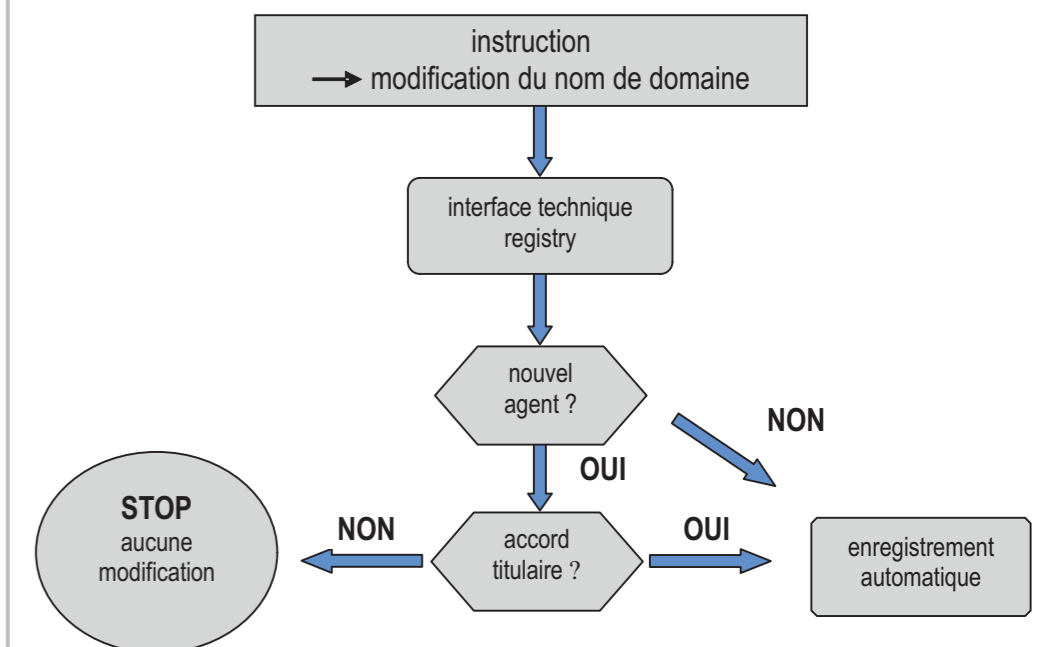 instruction
→ modification du nom de domaine
interface technique
registry
nouvel
agent ?
NON
OUI
STOP
aucune
modification
NON
accord
titulaire ?
OUI
enregistrement
automatique